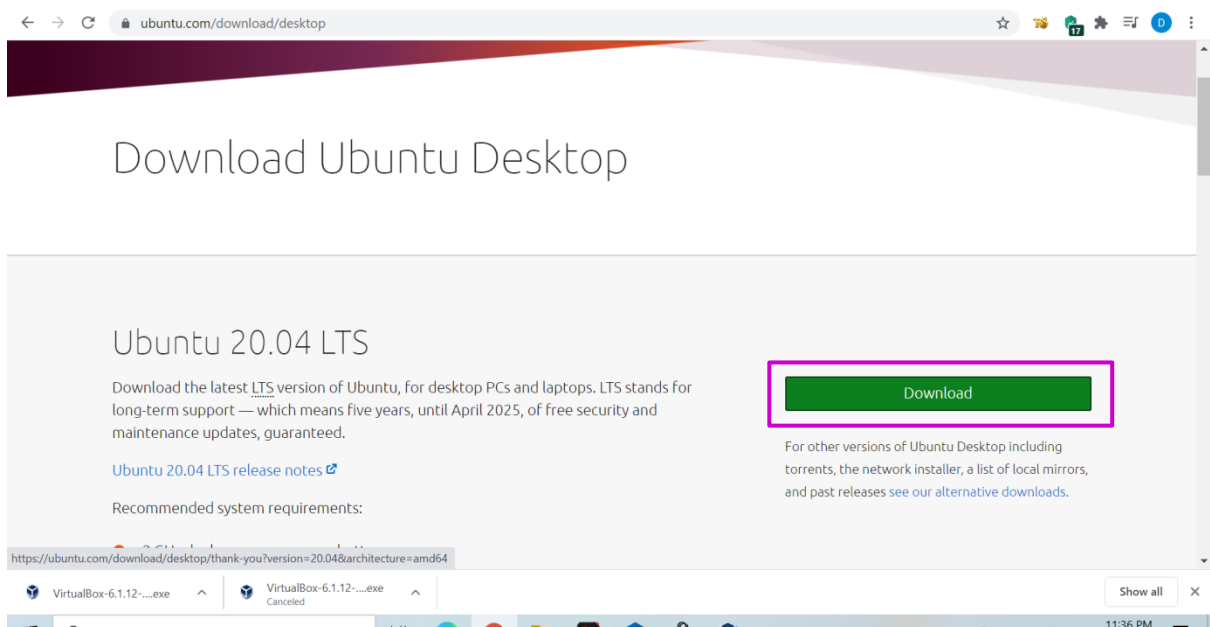 ubuntu.com/download/desktop
17
D
Download Ubuntu Desktop
Ubuntu 20.04 LTS
Download the latest LTS version of Ubuntu, for desktop PCs and laptops. LTS stands for
long-term support — which means five years, until April 2025, of free security and
maintenance updates, guaranteed.
Ubuntu 20.04 LTS release notes
Recommended system requirements:
Download
For other versions of Ubuntu Desktop including
torrents, the network installer, a list of local mirrors,
and past releases see our alternative downloads.
https://ubuntu.com/download/desktop/thank-you?version=20.04&architecture=amd64
VirtualBox-6.1.12-....exe
VirtualBox-6.1.12-....exe
Canceled
Show all
11:36 PM